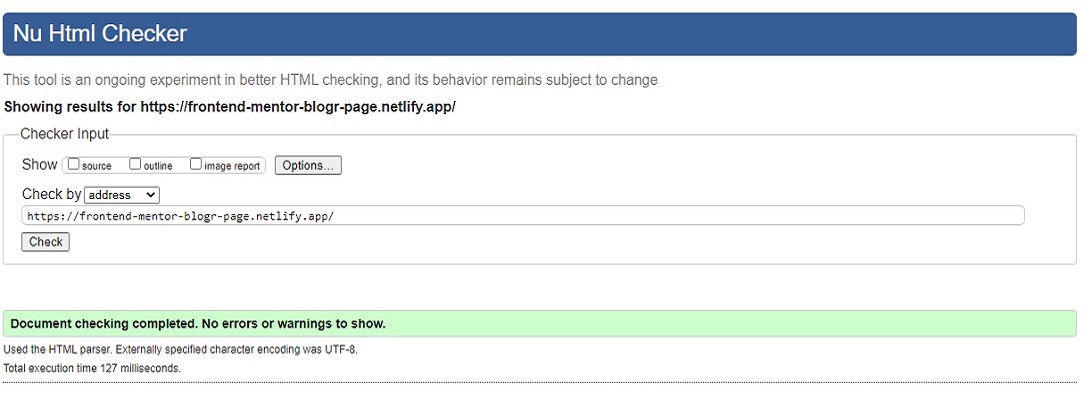 Nu Html Checker
This tool is an ongoing experiment in better HTML checking, and its behavior remains subject to change
Showing results for https://frontend-mentor-blogr-page.netlify.app/
Checker Input
Show source outline image report Options...
Check by address
https://frontend-mentor-blogr-page.netlify.app/
Check
Document checking completed. No errors or warnings to show.
Used the HTML parser. Externally specified character encoding was UTF-8.
Total execution time 127 milliseconds.